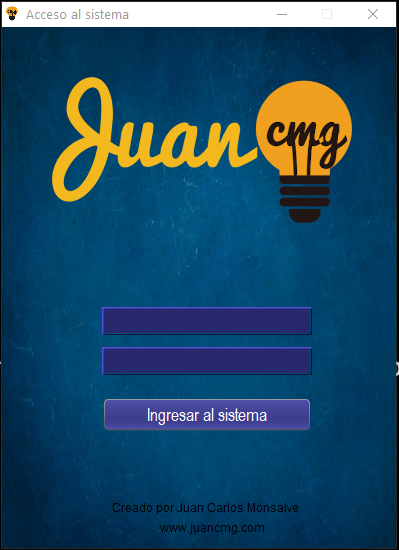 Acceso al sistema
Juan cmg
Ingresar al sistema
Creado por Juan Carlos Monsalve
www.juancmg.com